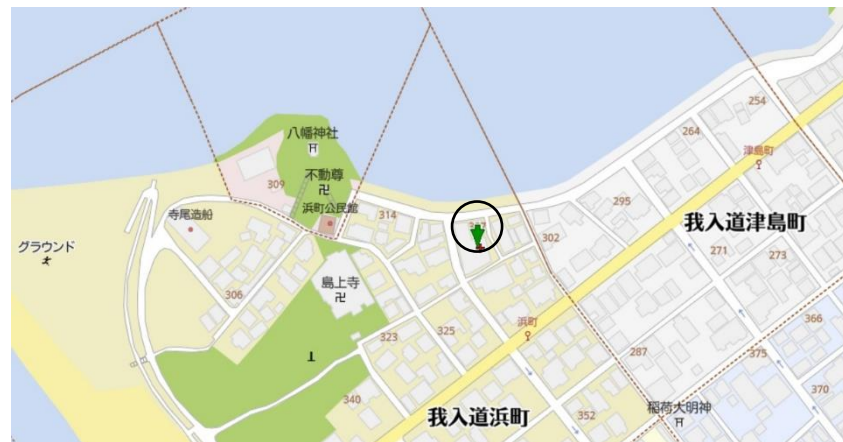 254
八幡神社
264
津島町
不動尊
309
295
浜町公民館
314
寺尾造船
我入道津島町
302
グラウンド
271
273
島上寺
306
366
323
325
浜町
287
375
370
340
稲荷大明神
我入道浜町
352